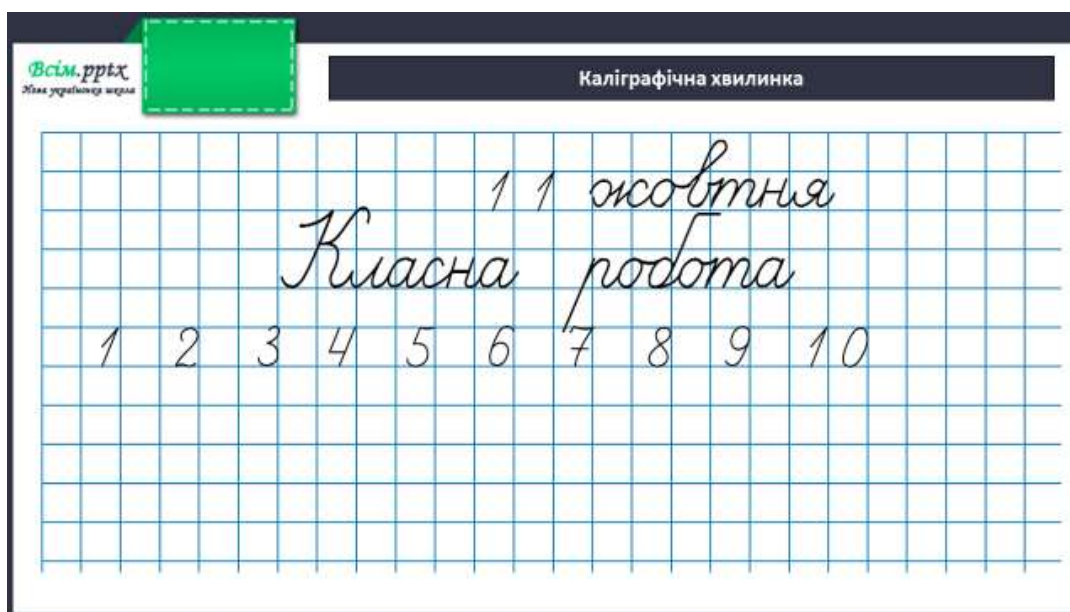 Всім.pptx
Нова українська школа
Каліграфічна хвилинка
11 жовтня
Класна робота
1 2 3 4 5 6 7 8 9 10